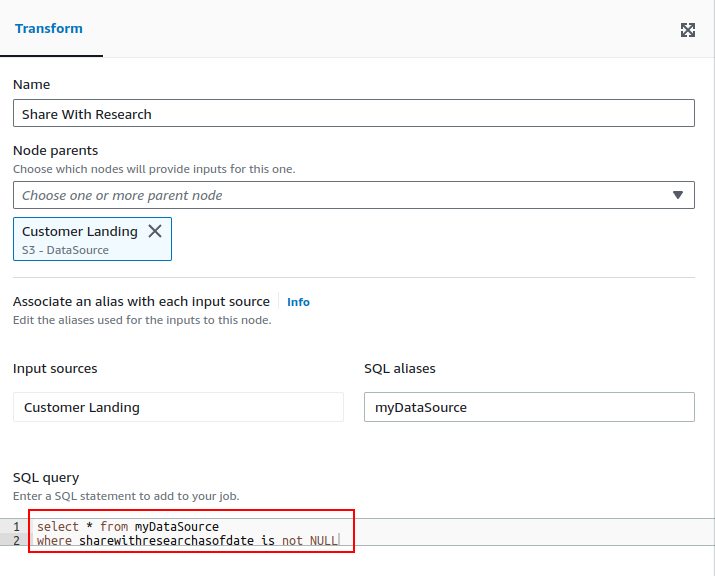 Transform
Name
Share With Research
Node parents
Choose which nodes will provide inputs for this one.
Choose one or more parent node
Customer Landing
S3 - DataSource
Associate an alias with each input source Info
Edit the aliases used for the inputs to this node.
Input sources SQL aliases
Customer Landing myDataSource
SQL query
Enter a SQL statement to add to your job.
1 select * from myDataSource
2 where sharewithresearchasofdate is not NULL